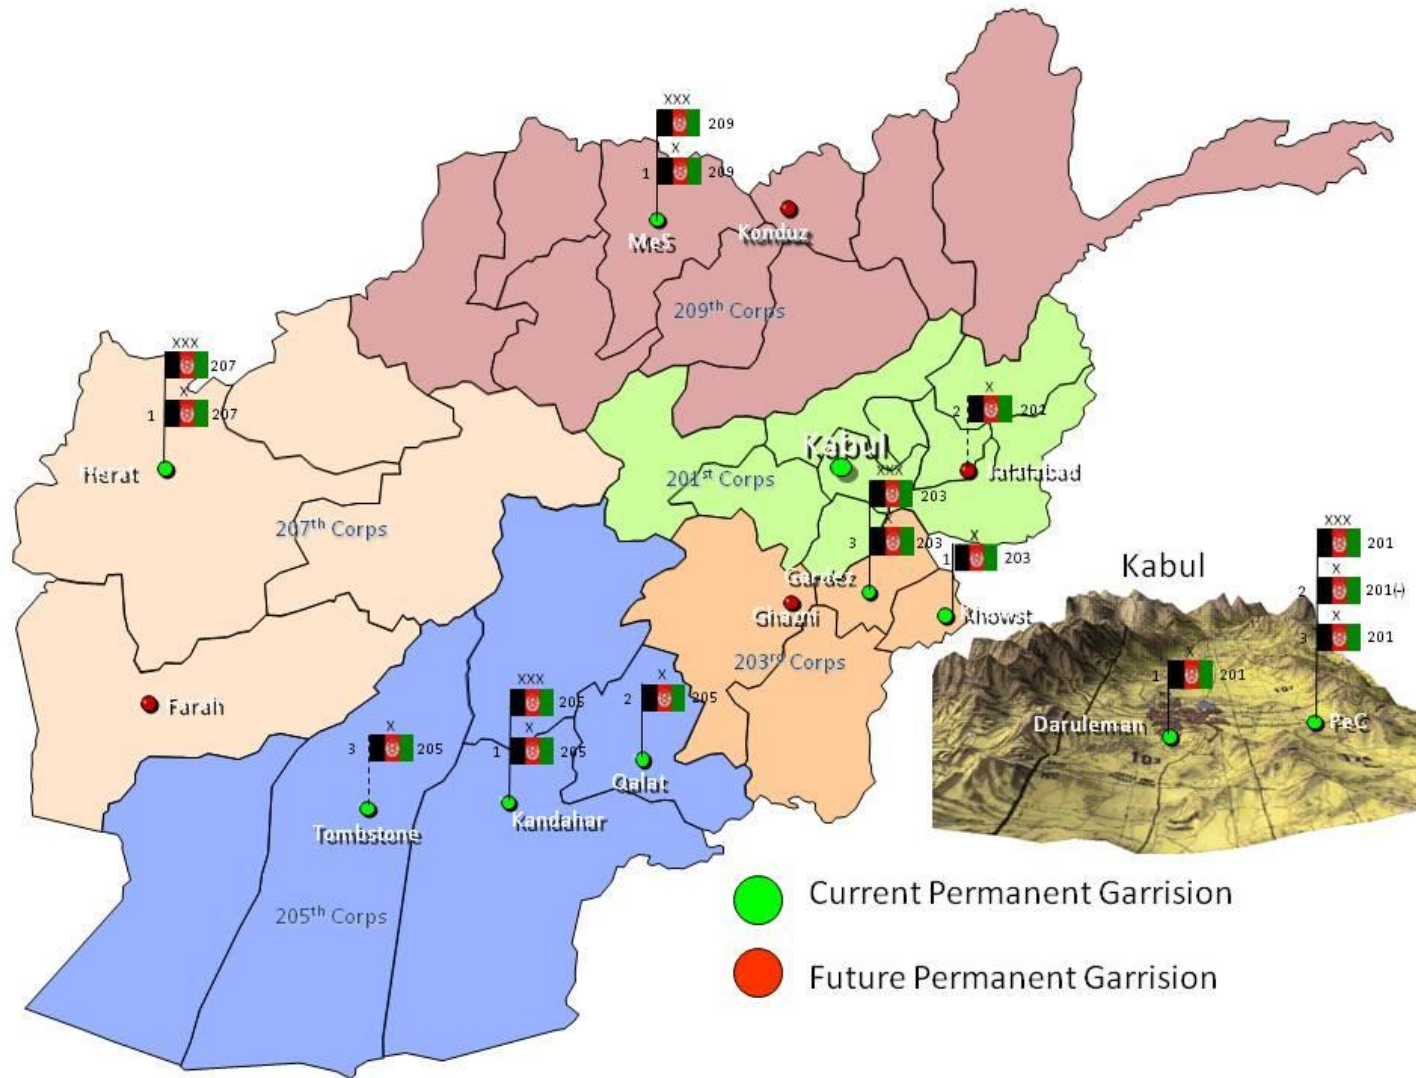 XXX
209
X
1 209
MeS
Konduz
209th Corps
XXX
207
X
1 207
Herat
207th Corps
X
2 201
Kabul
Jalalabad
201st Corps
XXX
203
X
3 203
X
1 203
Gardez
Ghazni
Khowst
203rd Corps
Farah
XXX
205
X
1 205
Kandahar
X
2 205
Qalat
X
3 205
Tombstone
205th Corps
Kabul
XXX
201
X
2 201(-)
X
3 201
PeC
X
1 201
Daruleman
Current Permanent Garrision
Future Permanent Garrision